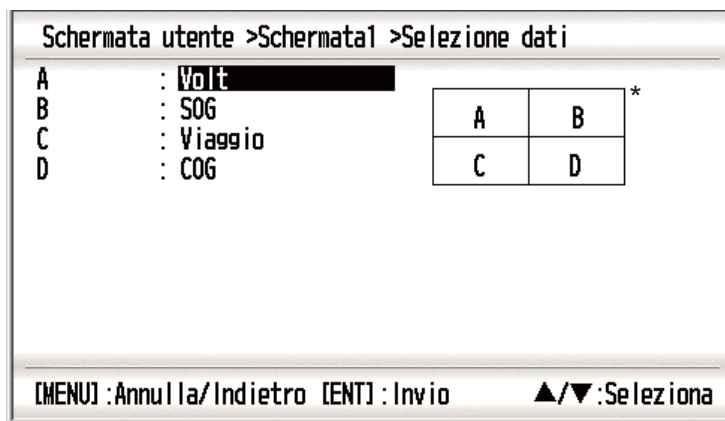 Schermata utente >Schermata1 >Selezione dati
A : Volt
B : SOG
C : Viaggio
D : COG
A B *
C D
[MENU]:Annulla/Indietro [ENT]:Invio ▲/▼:Seleziona